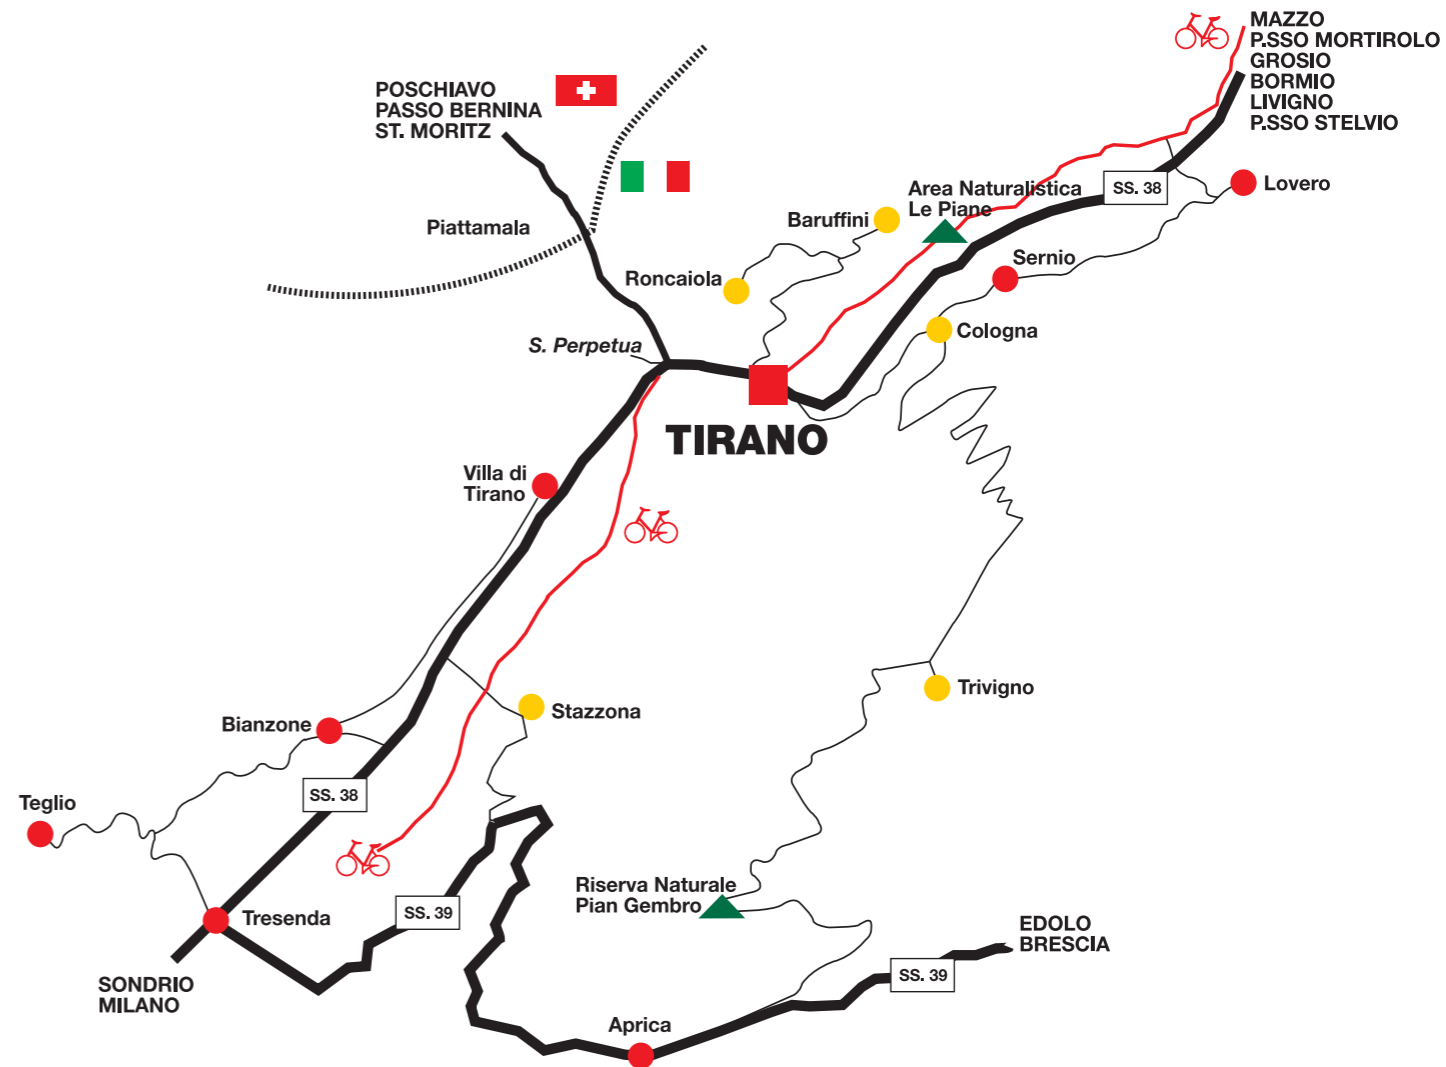 MAZZO
P.SSO MORTIROLO
GROSIO
BORMIO
LIVIGNO
P.SSO STELVIO
POSCHIAVO
PASSO BERNINA
ST. MORITZ
Piattamala
Area Naturalistica
Le Piane
SS. 38
Lovero
Baruffini
Sernio
Roncaiola
Cologna
S. Perpetua
TIRANO
Villa di
Tirano
Trivigno
Stazzona
Bianzone
SS. 38
Teglio
Riserva Naturale
Pian Gembro
SS. 39
Tresenda
EDOLO
BRESCIA
SS. 39
SONDRIO
MILANO
Aprica